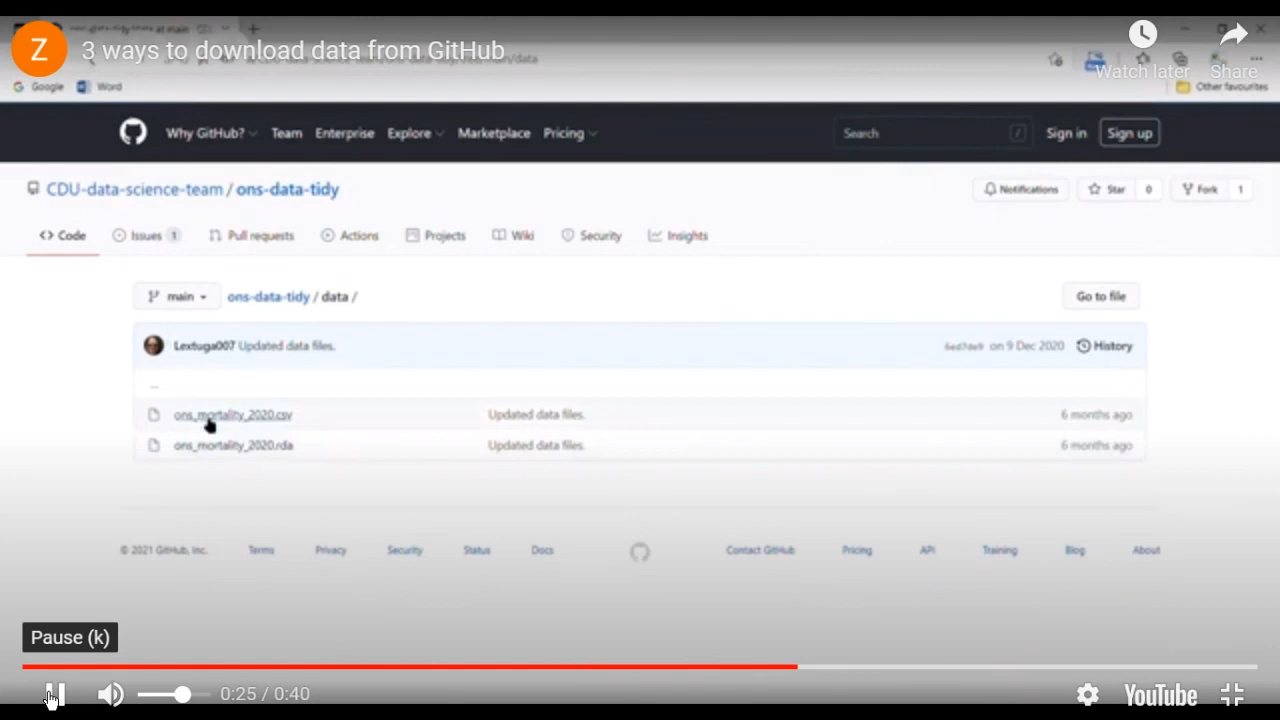 Z
3 ways to download data from GitHub
/data
Watch later
Share
Google
Word
Other favourites
Why GitHub?
Team
Enterprise
Explore
Marketplace
Pricing
Search
/
Sign in
Sign up
CDU-data-science-team / ons-data-tidy
Notifications
Star 0
Fork 1
<> Code
Issues 1
Pull requests
Actions
Projects
Wiki
Security
Insights
main
ons-data-tidy / data /
Go to file
Lextuga007 Updated data files.
on 9 Dec 2020
History
..
ons_mortality_2020.csv
Updated data files.
6 months ago
ons_mortality_2020.rda
Updated data files.
6 months ago
© 2021 GitHub, Inc.
Terms
Privacy
Security
Status
Docs
Contact GitHub
Pricing
API
Training
Blog
About
Pause (k)
0:25 / 0:40
YouTube